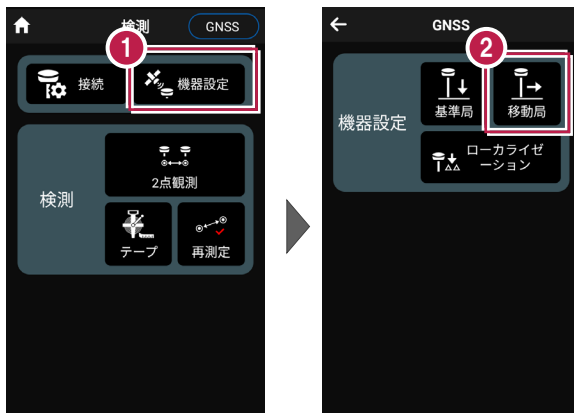 検測
GNSS
1
接続
機器設定
検測
2点観測
テープ
再測定
GNSS
2
機器設定
基準局
移動局
ローカライゼ
ーション